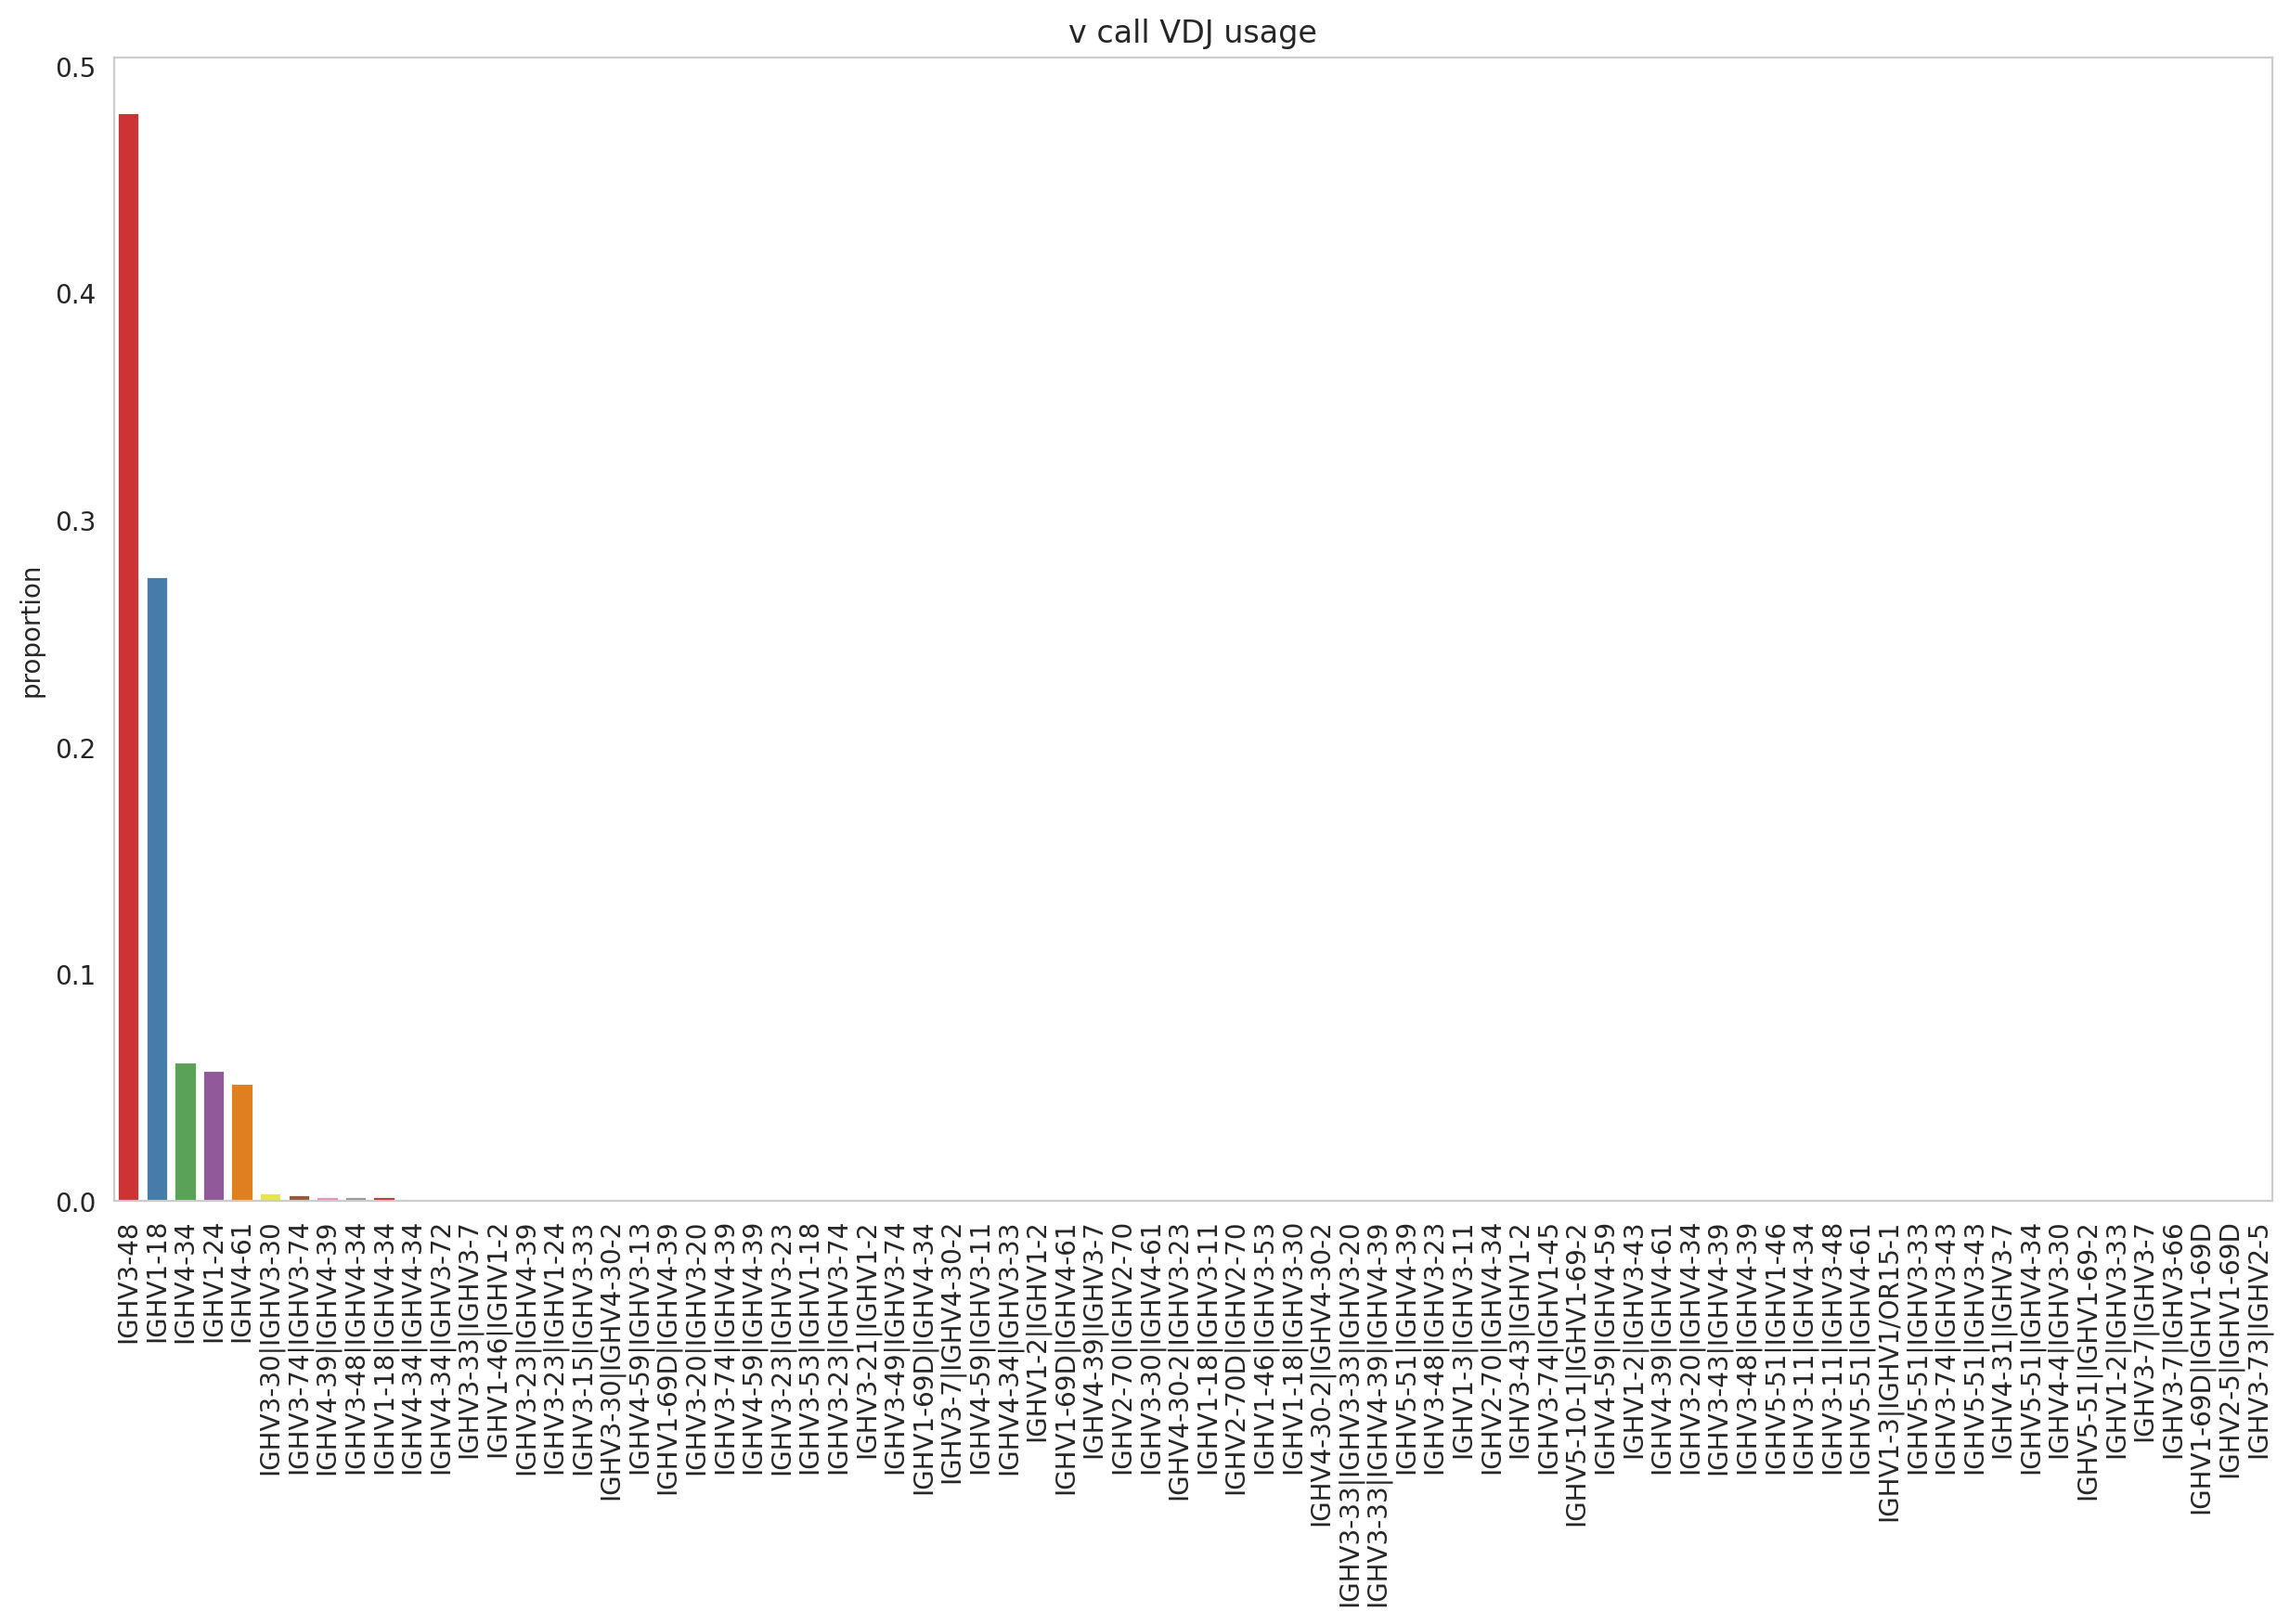 v call VDJ usage
proportion
0.5
0.4
0.3
0.2
0.1
0.0
IGHV3-48
IGHV1-18
IGHV4-34
IGHV1-24
IGHV4-61
IGHV3-30|IGHV3-30
IGHV3-74|IGHV3-74
IGHV4-39|IGHV4-39
IGHV3-48|IGHV4-34
IGHV1-18|IGHV4-34
IGHV4-34|IGHV4-34
IGHV4-34|IGHV3-72
IGHV3-33|IGHV3-7
IGHV1-46|IGHV1-2
IGHV3-23|IGHV4-39
IGHV3-23|IGHV1-24
IGHV3-15|IGHV3-33
IGHV3-30|IGHV4-30-2
IGHV4-59|IGHV3-13
IGHV1-69D|IGHV4-39
IGHV3-20|IGHV3-20
IGHV3-74|IGHV4-39
IGHV4-59|IGHV4-39
IGHV3-23|IGHV3-23
IGHV3-53|IGHV1-18
IGHV3-23|IGHV3-74
IGHV3-21|IGHV1-2
IGHV3-49|IGHV3-74
IGHV1-69D|IGHV4-34
IGHV3-7|IGHV4-30-2
IGHV4-59|IGHV3-11
IGHV4-34|IGHV3-33
IGHV1-2|IGHV1-2
IGHV1-69D|IGHV4-61
IGHV4-39|IGHV3-7
IGHV2-70|IGHV2-70
IGHV3-30|IGHV4-61
IGHV4-30-2|IGHV3-23
IGHV1-18|IGHV3-11
IGHV2-70D|IGHV2-70
IGHV1-46|IGHV3-53
IGHV1-18|IGHV3-30
IGHV4-30-2|IGHV4-30-2
IGHV3-33|IGHV3-33|IGHV3-20
IGHV3-33|IGHV4-39|IGHV4-39
IGHV5-51|IGHV4-39
IGHV3-48|IGHV3-23
IGHV1-3|IGHV3-11
IGHV2-70|IGHV4-34
IGHV3-43|IGHV1-2
IGHV3-74|IGHV1-45
IGHV5-10-1|IGHV1-69-2
IGHV4-59|IGHV4-59
IGHV1-2|IGHV3-43
IGHV4-39|IGHV4-61
IGHV3-20|IGHV4-34
IGHV3-43|IGHV4-39
IGHV3-48|IGHV4-39
IGHV5-51|IGHV1-46
IGHV3-11|IGHV4-34
IGHV3-11|IGHV3-48
IGHV5-51|IGHV4-61
IGHV1-3|IGHV1/OR15-1
IGHV5-51|IGHV3-33
IGHV3-74|IGHV3-43
IGHV5-51|IGHV3-43
IGHV4-31|IGHV3-7
IGHV5-51|IGHV4-34
IGHV4-4|IGHV3-30
IGHV5-51|IGHV1-69-2
IGHV1-2|IGHV3-33
IGHV3-7|IGHV3-7
IGHV3-7|IGHV3-66
IGHV1-69D|IGHV1-69D
IGHV2-5|IGHV1-69D
IGHV3-73|IGHV2-5